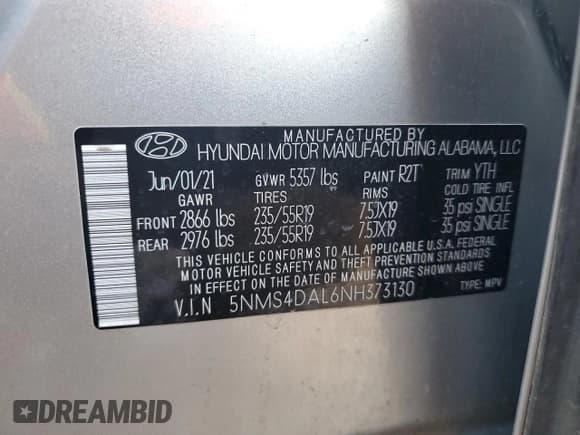 MANUFACTURED BY
HYUNDAI MOTOR MANUFACTURING ALABAMA, LLC
Jun/01/21 GVWR 5357 lbs PAINT R2T TRIM YTH
GAWR TIRES RIMS COLD TIRE INFL
FRONT 2866 lbs 235/55R19 7.5JX19 35 psi SINGLE
REAR 2976 lbs 235/55R19 7.5JX19 35 psi SINGLE
THIS VEHICLE CONFORMS TO ALL APPLICABLE U.S.A. FEDERAL
MOTOR VEHICLE SAFETY AND THEFT PREVENTION STANDARDS
IN EFFECT ON THE DATE OF MANUFACTURE SHOWN ABOVE.
V.I.N 5NMS4DAL6NH373130 TYPE: MPV
DREAMBID